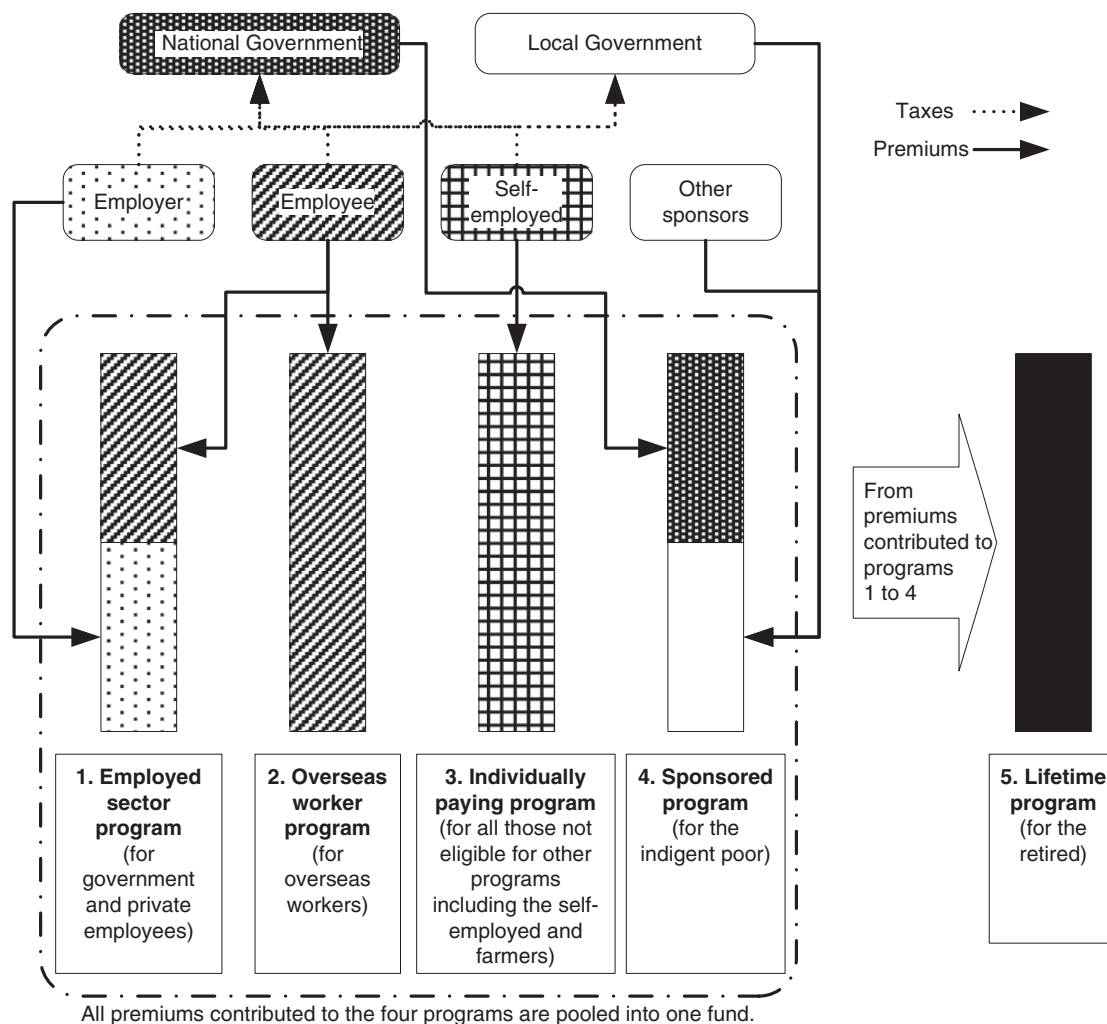 National Government
Local Government
Taxes
Premiums
Employer
Employee
Self-
employed
Other
sponsors
From
premiums
contributed to
programs
1 to 4
1. Employed
sector
program
(for
government
and private
employees)
2. Overseas
worker
program
(for
overseas
workers)
3. Individually
paying program
(for all those not
eligible for other
programs
including the self-
employed and
farmers)
4. Sponsored
program
(for the
indigent poor)
5. Lifetime
program
(for the
retired)
All premiums contributed to the four programs are pooled into one fund.